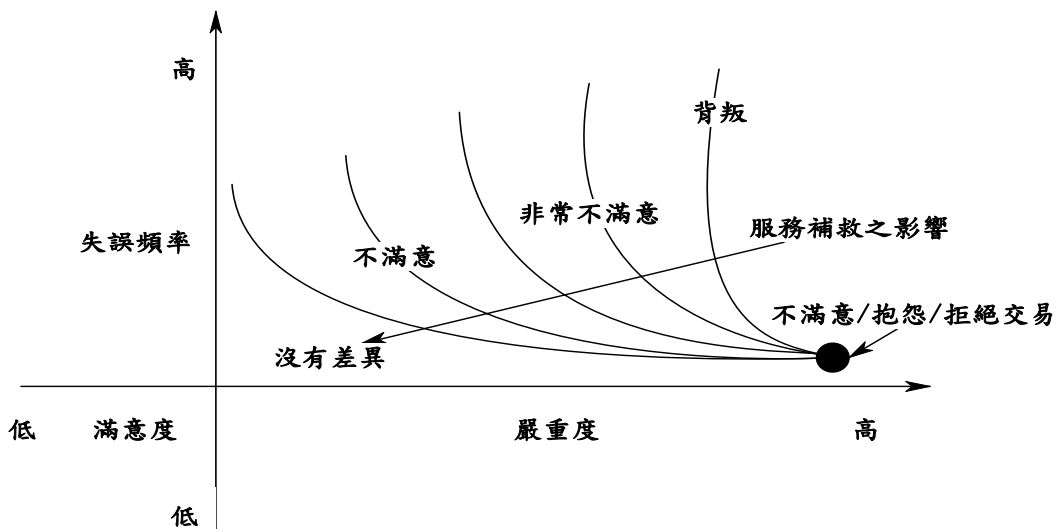 高
背叛
非常不滿意
服務補救之影響
失誤頻率
不滿意
不滿意/抱怨/拒絕交易
沒有差異
低
滿意度
嚴重度
高
低